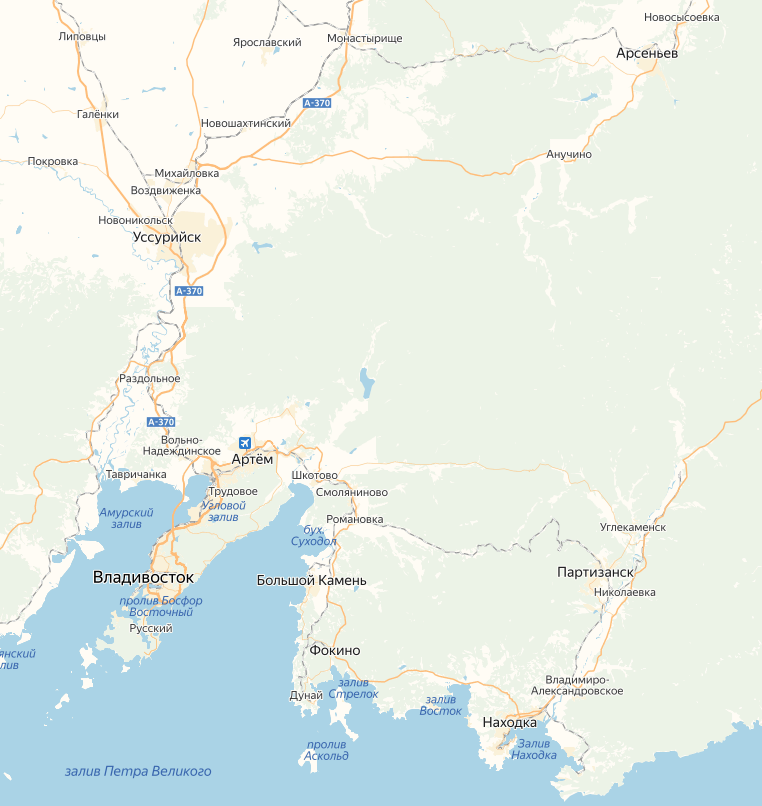 Новосысоевка
Липовцы
Ярославский
Монастырище
Арсеньев
А-370
Галёнки
Новошахтинский
Анучино
Покровка
Михайловка
Воздвиженка
Новоникольск
Уссурийск
А-370
Раздольное
А-370
Вольно-
Надеждинское
Артём
Тавричанка
Шкотово
Трудовое
Смоляниново
Амурский
залив
Угловой
залив
Романовка
бух.
Суходол
Углекаменск
Владивосток
Большой Камень
Партизанск
Николаевка
пролив Босфор
Восточный
Русский
Фокино
янский
лив
Владимиро-
Александровское
залив
Стрелок
Дунай
залив
Восток
Находка
пролив
Аскольд
Залив
Находка
залив Петра Великого